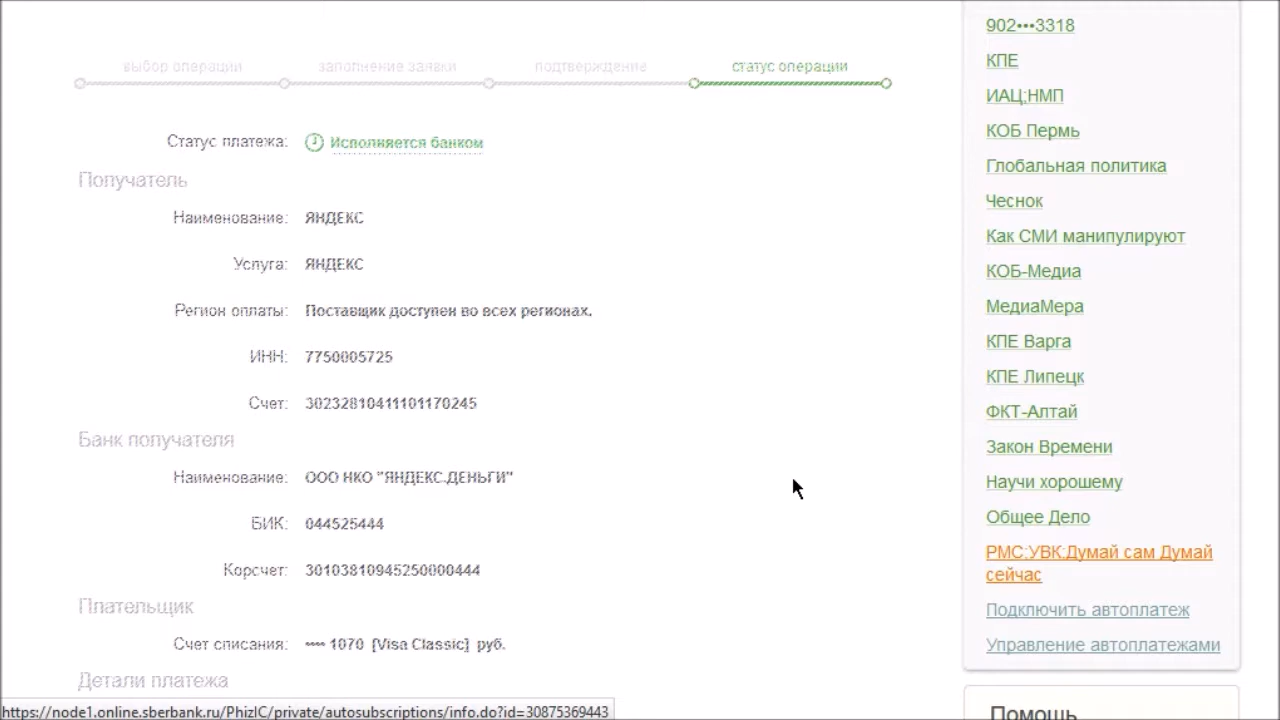 выбор операции
заполнение заявки
подтверждение
статус операции
Статус платежа: Исполняется банком
Получатель
Наименование: ЯНДЕКС
Услуга: ЯНДЕКС
Регион оплаты: Поставщик доступен во всех регионах.
ИНН: 7750005725
Счет: 30232810411101170245
Банк получателя
Наименование: ООО НКО "ЯНДЕКС.ДЕНЬГИ"
БИК: 044525444
Корсчет: 30103810945250000444
Плательщик
Счет списания: •••• 1070 [Visa Classic] руб.
Детали платежа
902•••3318
КПЕ
ИАЦ;НМП
КОБ Пермь
Глобальная политика
Чеснок
Как СМИ манипулируют
КОБ-Медиа
МедиаМера
КПЕ Варга
КПЕ Липецк
ФКТ-Алтай
Закон Времени
Научи хорошему
Общее Дело
РМС;УВК;Думай сам Думай
сейчас
Подключить автоплатеж
Управление автоплатежами
Помощь
https://node1.online.sberbank.ru/PhizIC/private/autosubscriptions/info.do?id=30875369443